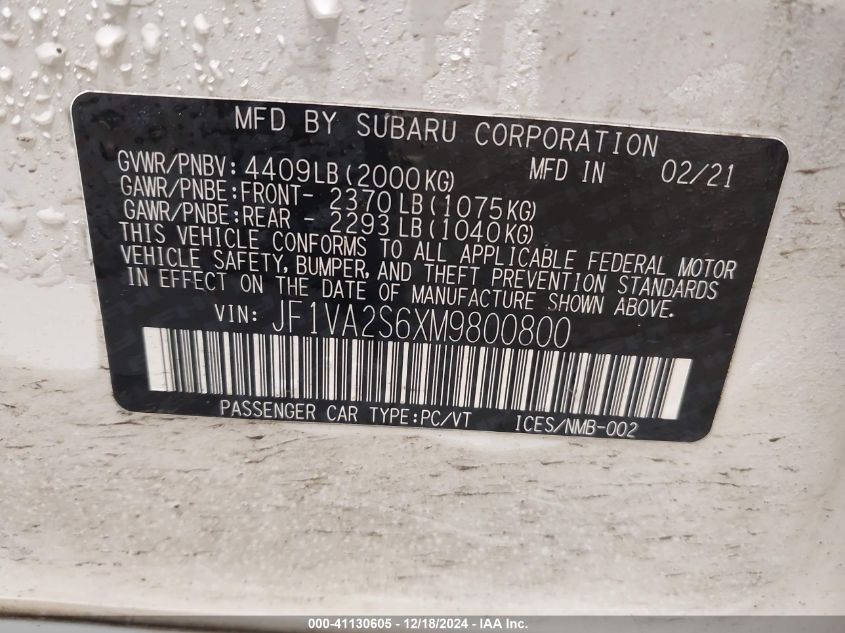 MFD BY SUBARU CORPORATION
GVWR/PNBV: 4409LB(2000KG) MFD IN 02/21
GAWR/PNBE:FRONT- 2370LB(1075KG)
GAWR/PNBE:REAR - 2293LB(1040KG)
THIS VEHICLE CONFORMS TO ALL APPLICABLE FEDERAL MOTOR
VEHICLE SAFETY, BUMPER, AND THEFT PREVENTION STANDARDS
IN EFFECT ON THE DATE OF MANUFACTURE SHOWN ABOVE.
VIN: JF1VA2S6XM9800800
PASSENGER CAR TYPE:PC/VT ICES/NMB-002
000-41130605 - 12/18/2024 - IAA Inc.